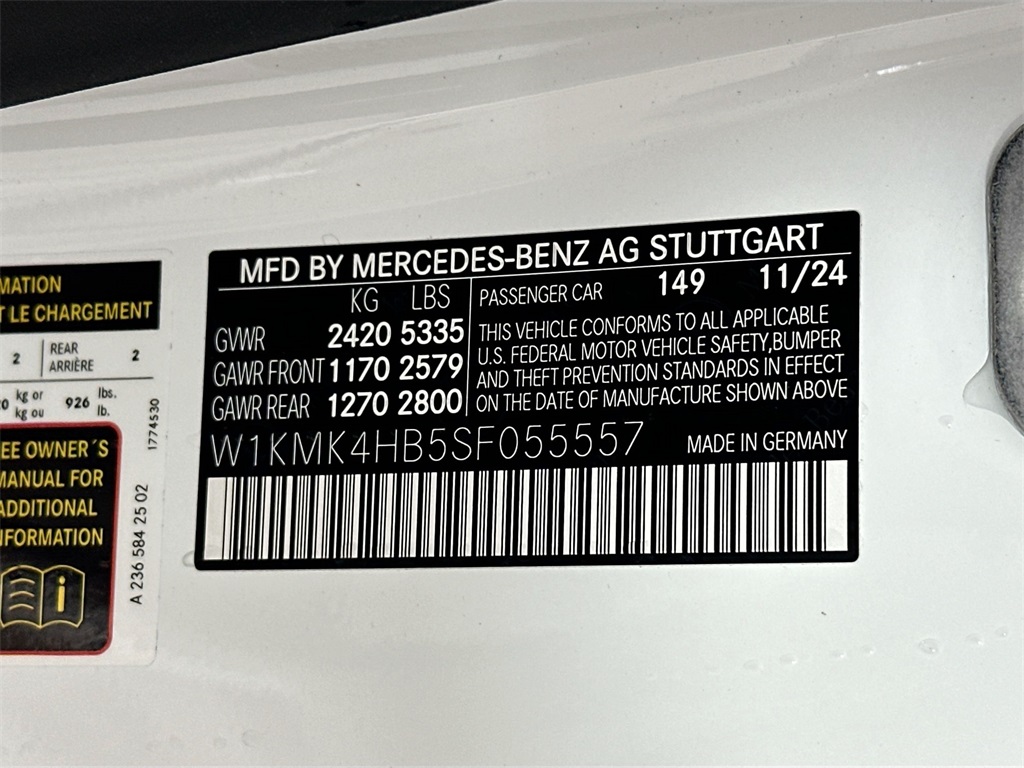 MFD BY MERCEDES-BENZ AG STUTTGART
KG LBS
GVWR 2420 5335
GAWR FRONT 1170 2579
GAWR REAR 1270 2800
PASSENGER CAR 149 11/24
THIS VEHICLE CONFORMS TO ALL APPLICABLE
U.S. FEDERAL MOTOR VEHICLE SAFETY, BUMPER
AND THEFT PREVENTION STANDARDS IN EFFECT
ON THE DATE OF MANUFACTURE SHOWN ABOVE
W1KMK4HB5SF055557 MADE IN GERMANY
MATION
T LE CHARGEMENT
2 REAR 2
ARRIÈRE
0 kg or 926 lbs.
kg ou lb.
1774530
EE OWNER´S
MANUAL FOR
ADDITIONAL
NFORMATION
i
A 236 584 25 02